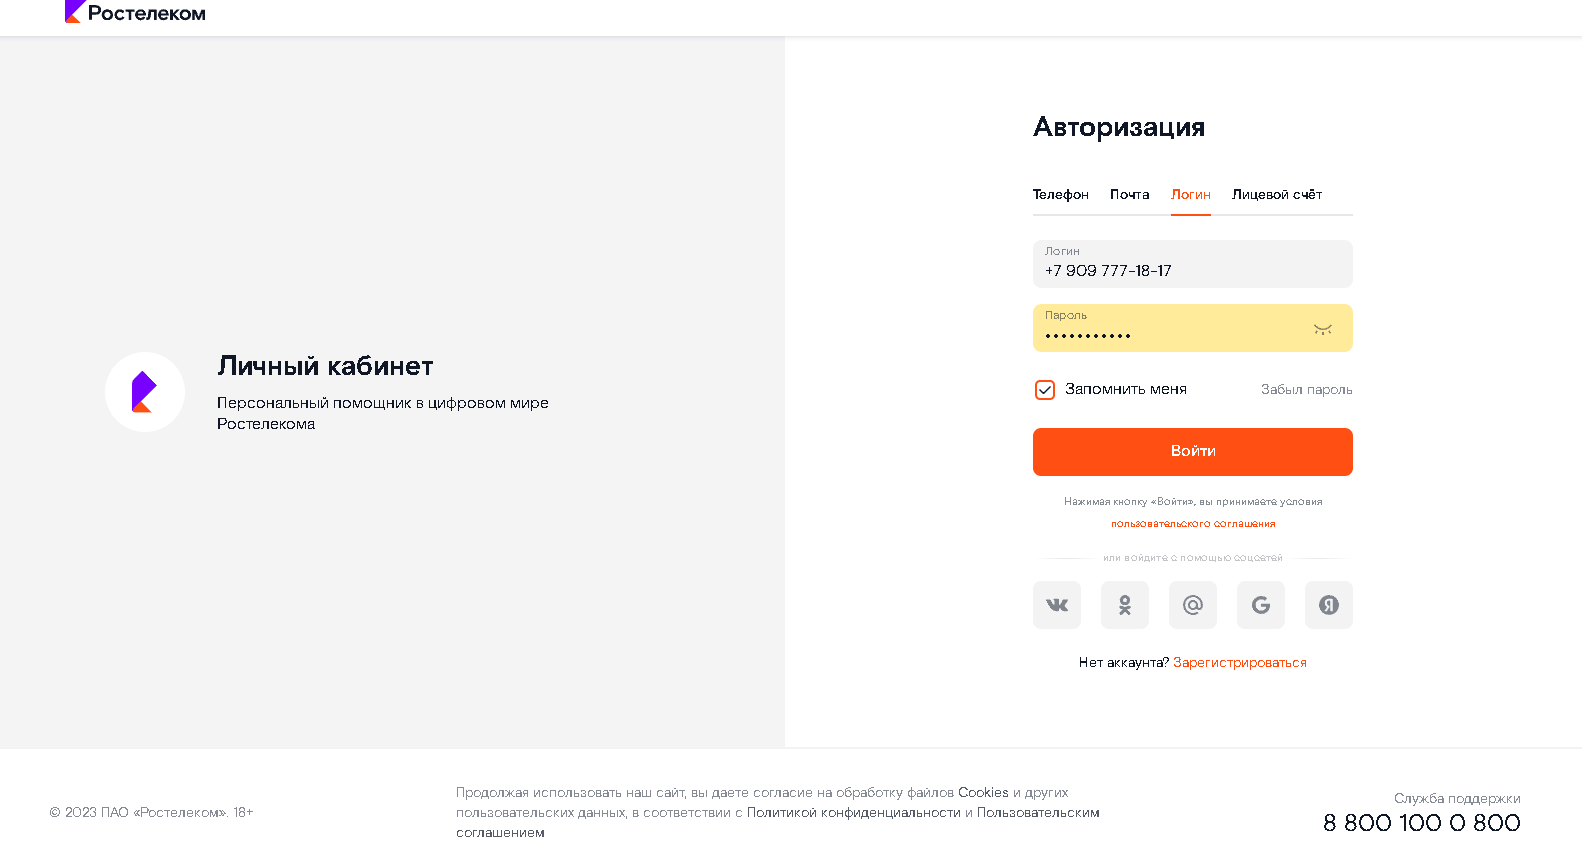 Ростелеком
Авторизация
Телефон Почта Логин Лицевой счёт
Логин
+7 909 777-18-17
Пароль
•••••••••••
Запомнить меня Забыл пароль
Войти
Нажимая кнопку «Войти», вы принимаете условия
пользовательского соглашения
или войдите с помощью соцсетей
Нет аккаунта? Зарегистрироваться
Личный кабинет
Персональный помощник в цифровом мире
Ростелекома
© 2023 ПАО «Ростелеком». 18+
Продолжая использовать наш сайт, вы даете согласие на обработку файлов Cookies и других
пользовательских данных, в соответствии с Политикой конфиденциальности и Пользовательским
соглашением
Служба поддержки
8 800 100 0 800